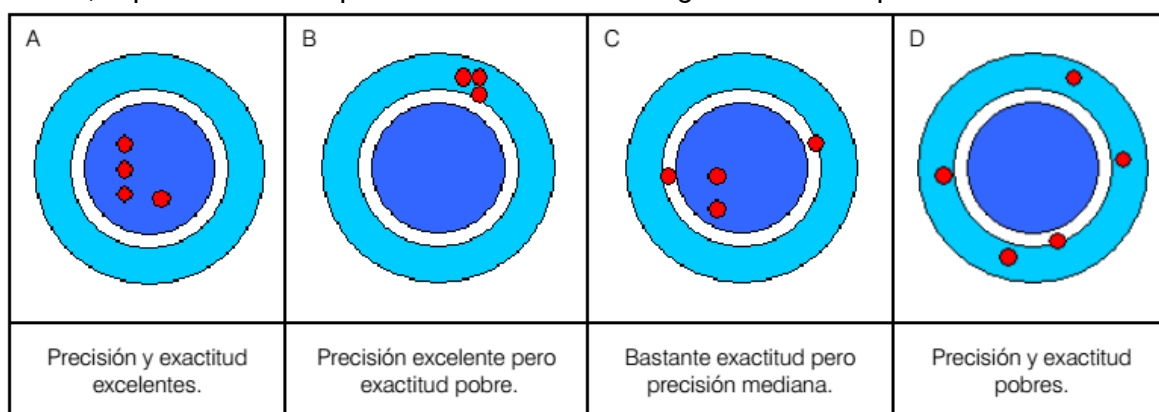 A
B
C
D
Precisión y exactitud
excelentes.
Precisión excelente pero
exactitud pobre.
Bastante exactitud pero
precisión mediana.
Precisión y exactitud
pobres.